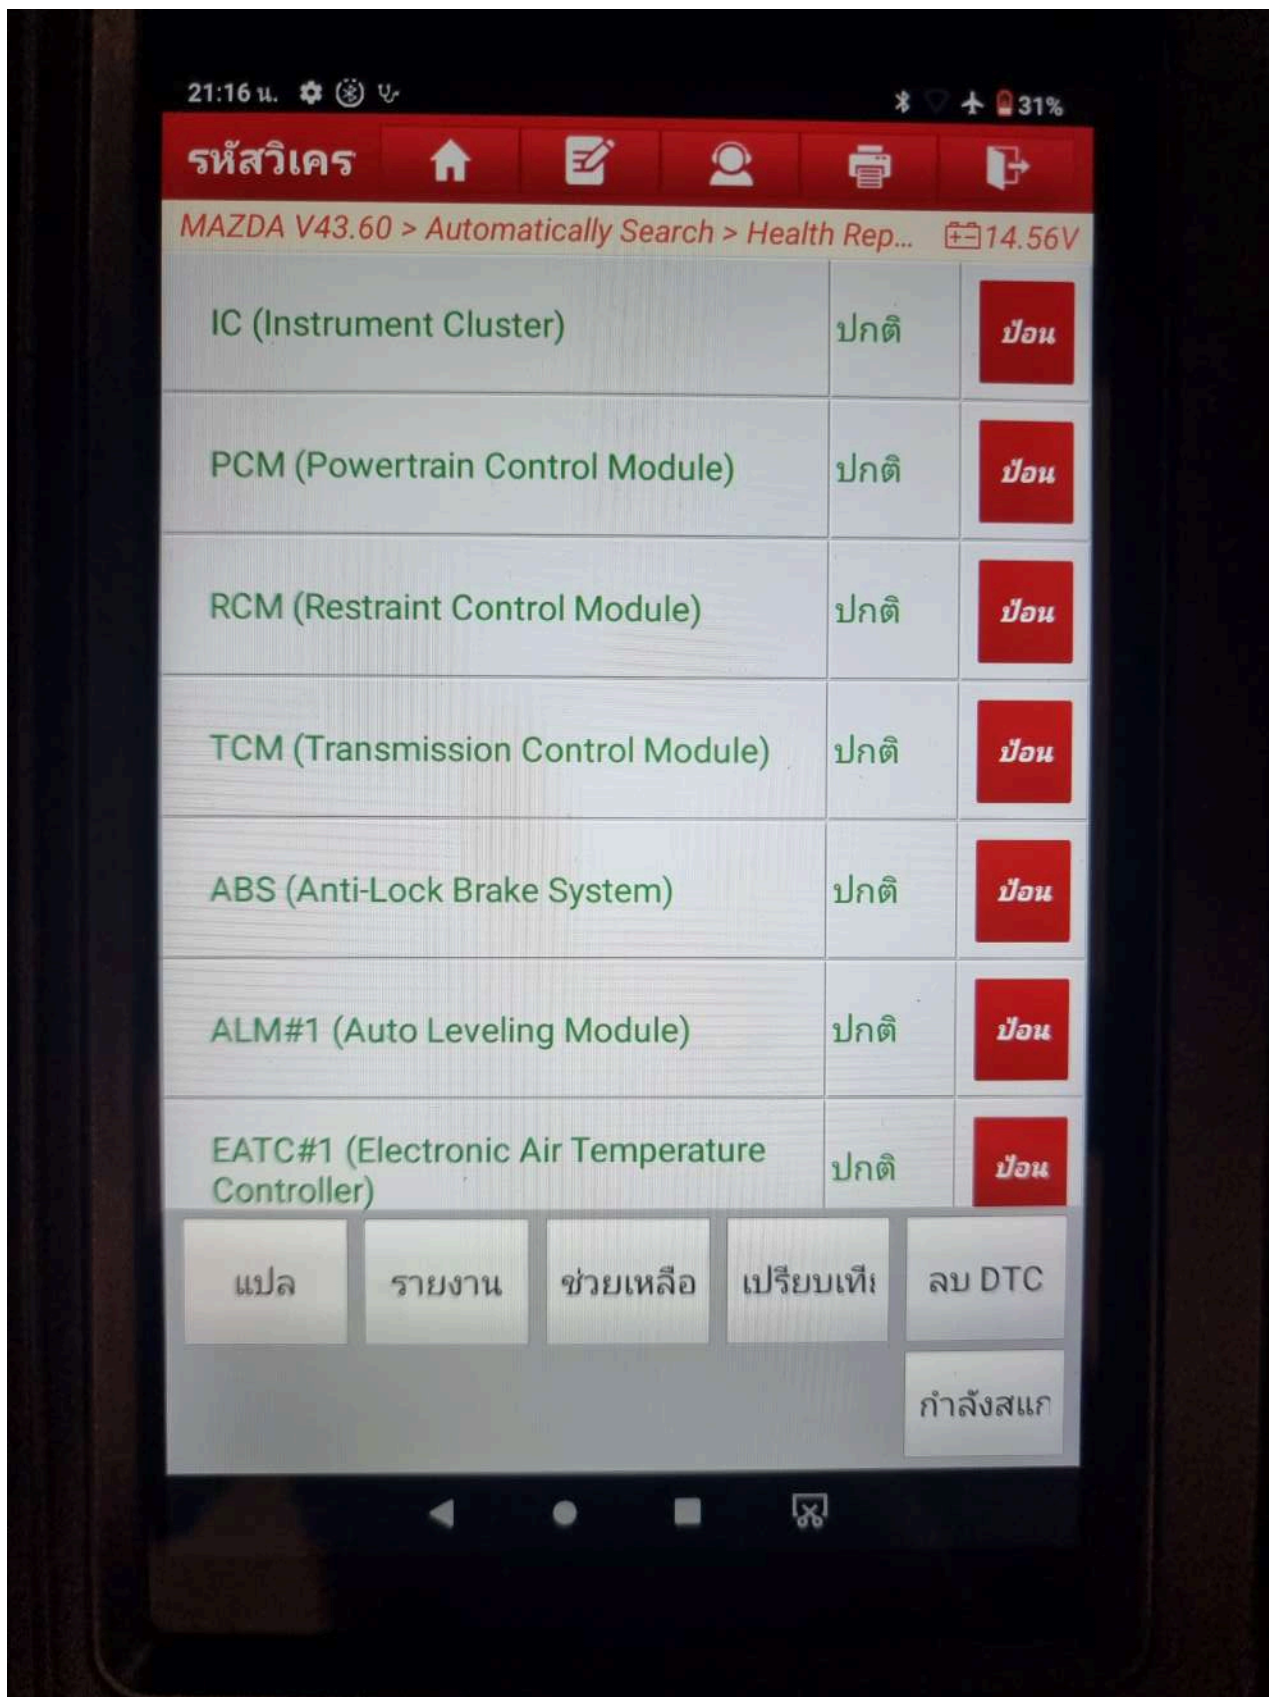 21:16 น. 31%
รหัสวิเคร
MAZDA V43.60 > Automatically Search > Health Rep... 14.56V
IC (Instrument Cluster) ปกติ ป้อน
PCM (Powertrain Control Module) ปกติ ป้อน
RCM (Restraint Control Module) ปกติ ป้อน
TCM (Transmission Control Module) ปกติ ป้อน
ABS (Anti-Lock Brake System) ปกติ ป้อน
ALM#1 (Auto Leveling Module) ปกติ ป้อน
EATC#1 (Electronic Air Temperature
Controller) ปกติ ป้อน
แปล รายงาน ช่วยเหลือ เปรียบเที ลบ DTC
กำลังสแก